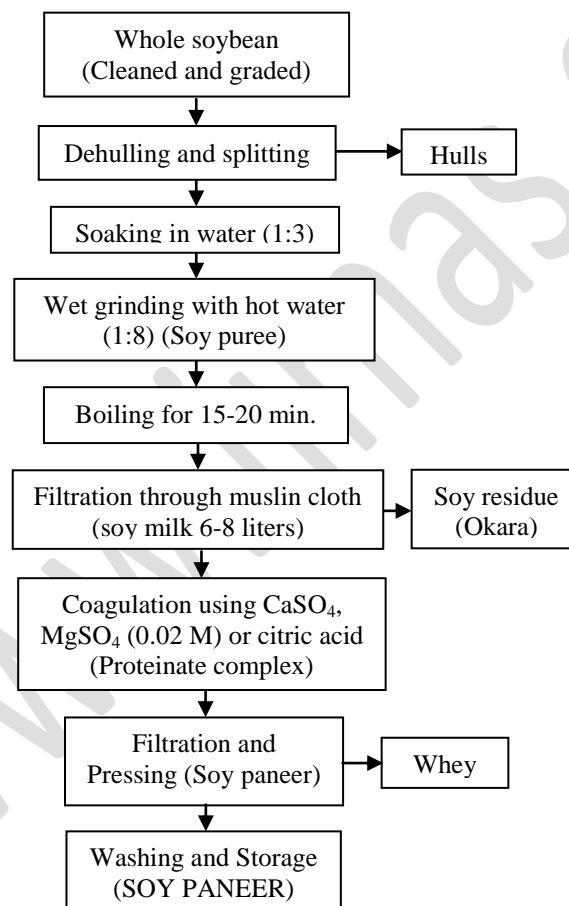 Whole soybean
(Cleaned and graded)
Dehulling and splitting
Hulls
Soaking in water (1:3)
Wet grinding with hot water
(1:8) (Soy puree)
Boiling for 15-20 min.
Filtration through muslin cloth
(soy milk 6-8 liters)
Soy residue
(Okara)
Coagulation using CaSO₄,
MgSO₄ (0.02 M) or citric acid
(Proteinate complex)
Filtration and
Pressing (Soy paneer)
Whey
Washing and Storage
(SOY PANEER)